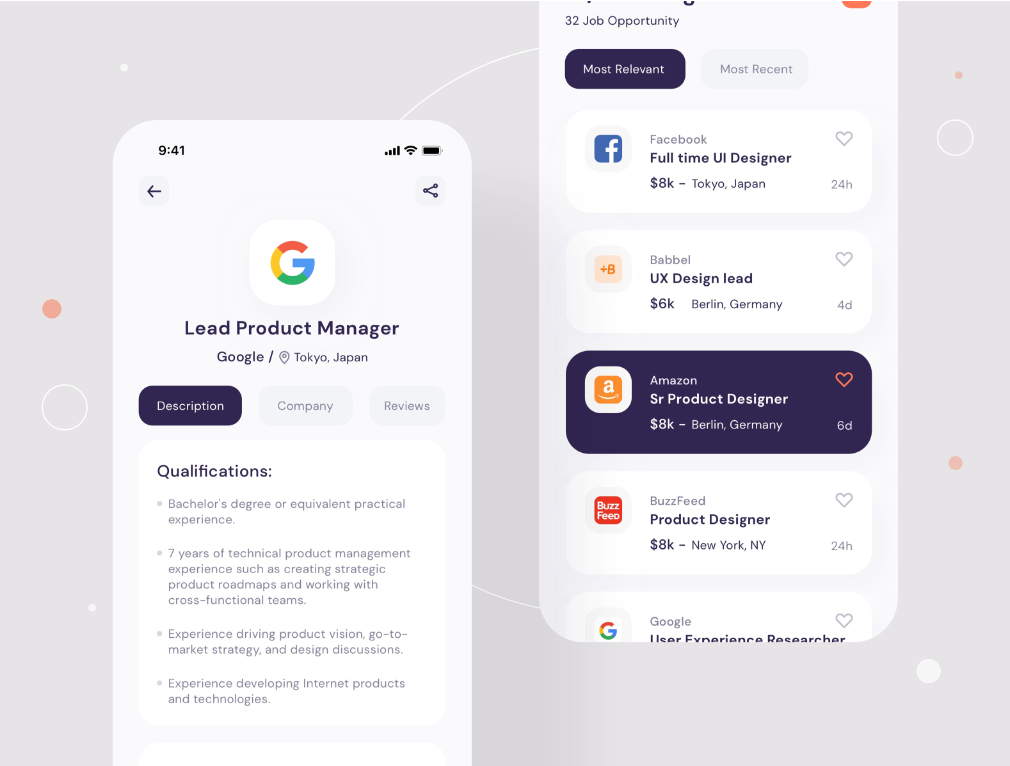 9:41
Lead Product Manager
Google / Tokyo, Japan
Description
Company
Reviews
Qualifications:
Bachelor's degree or equivalent practical
experience.
7 years of technical product management
experience such as creating strategic
product roadmaps and working with
cross-functional teams.
Experience driving product vision, go-to-
market strategy, and design discussions.
Experience developing Internet products
and technologies.
32 Job Opportunity
Most Relevant
Most Recent
Facebook
Full time UI Designer
$8k – Tokyo, Japan
24h
+B
Babbel
UX Design lead
$6k Berlin, Germany
4d
a
Amazon
Sr Product Designer
$8k – Berlin, Germany
6d
Buzz
Feed
BuzzFeed
Product Designer
$8k – New York, NY
24h
Google
User Experience Researcher